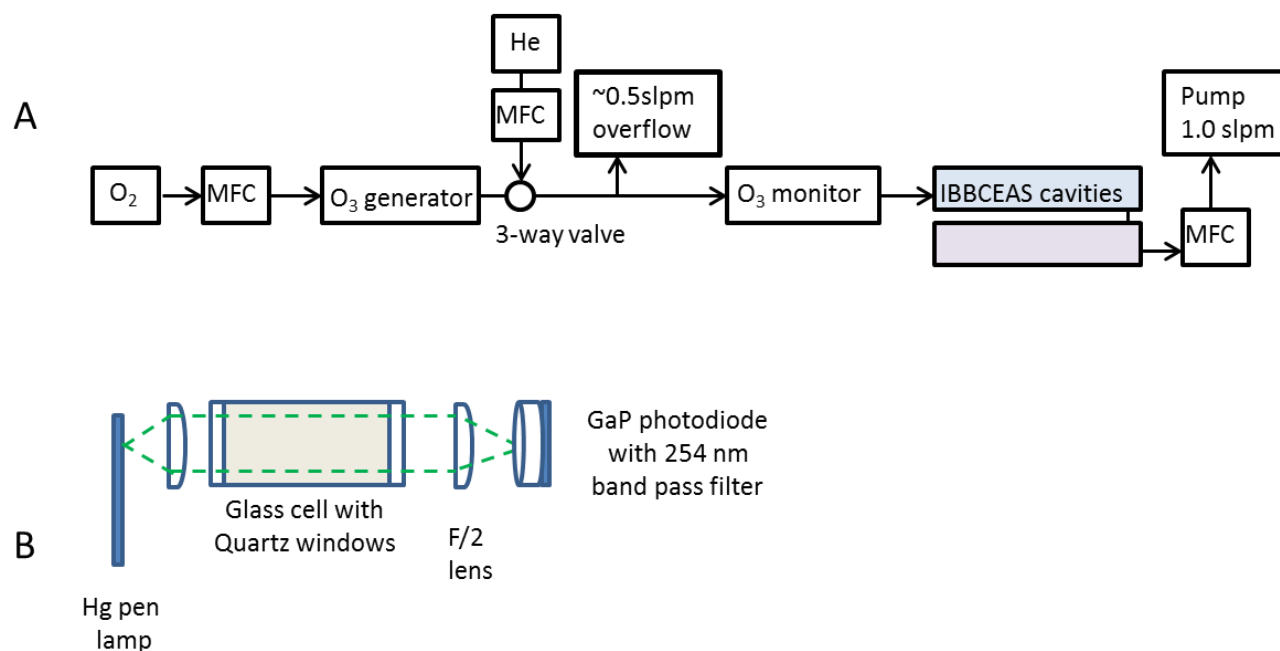 A
He
MFC
~0.5slpm
overflow
Pump
1.0 slpm
O₂
MFC
O₃ generator
3-way valve
O₃ monitor
IBBCEAS cavities
MFC
B
Hg pen
lamp
Glass cell with
Quartz windows
F/2
lens
GaP photodiode
with 254 nm
band pass filter